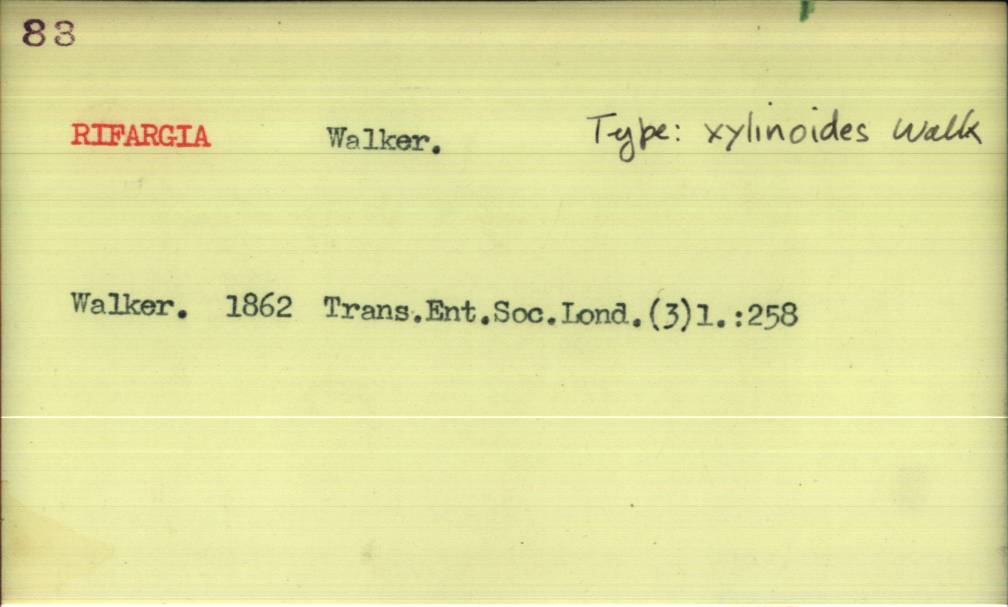 83
RIFARGIA Walker. Type: xylinoides Walk
Walker. 1862 Trans.Ent.Soc.Lond.(3)1.:258